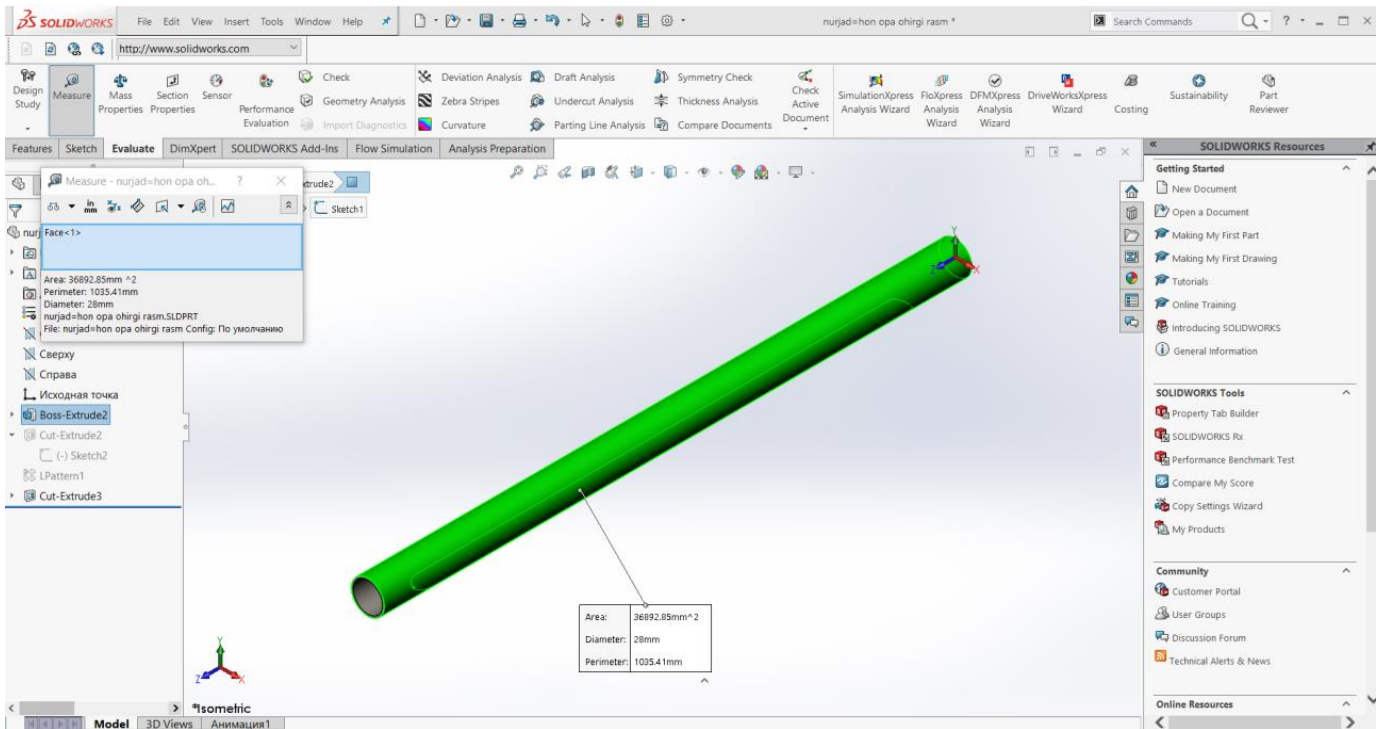 SOLIDWORKS File Edit View Insert Tools Window Help nurjad=hon opa ohirgi rasm * Search Commands
http://www.solidworks.com
Design Study
Measure
Mass Properties
Section Properties
Sensor
Performance Evaluation
Check
Geometry Analysis
Import Diagnostics
Deviation Analysis
Zebra Stripes
Curvature
Draft Analysis
Undercut Analysis
Parting Line Analysis
Symmetry Check
Thickness Analysis
Compare Documents
Check Active Document
SimulationXpress Analysis Wizard
FloXpress Analysis Wizard
DFMXpress Analysis Wizard
DriveWorksXpress Wizard
Costing
Sustainability
Part Reviewer
Features Sketch Evaluate DimXpert SOLIDWORKS Add-Ins Flow Simulation Analysis Preparation
Measure - nurjad=hon opa oh... ? ×
in mm
Face<1>
Area: 36892.85mm ^2
Perimeter: 1035.41mm
Diameter: 28mm
nurjad=hon opa ohirgi rasm.SLDPRT
File: nurjad=hon opa ohirgi rasm Config: По умолчанию
xtrude2
Sketch1
nurj
Сверху
Справа
Исходная точка
Boss-Extrude2
Cut-Extrude2
(-) Sketch2
LPattern1
Cut-Extrude3
Y
Z
X
Area: 36892.85mm^2
Diameter: 28mm
Perimeter: 1035.41mm
Y
Z
X
*Isometric
Model 3D Views Анимация1
SOLIDWORKS Resources
Getting Started
New Document
Open a Document
Making My First Part
Making My First Drawing
Tutorials
Online Training
Introducing SOLIDWORKS
General Information
SOLIDWORKS Tools
Property Tab Builder
SOLIDWORKS Rx
Performance Benchmark Test
Compare My Score
Copy Settings Wizard
My Products
Community
Customer Portal
User Groups
Discussion Forum
Technical Alerts & News
Online Resources